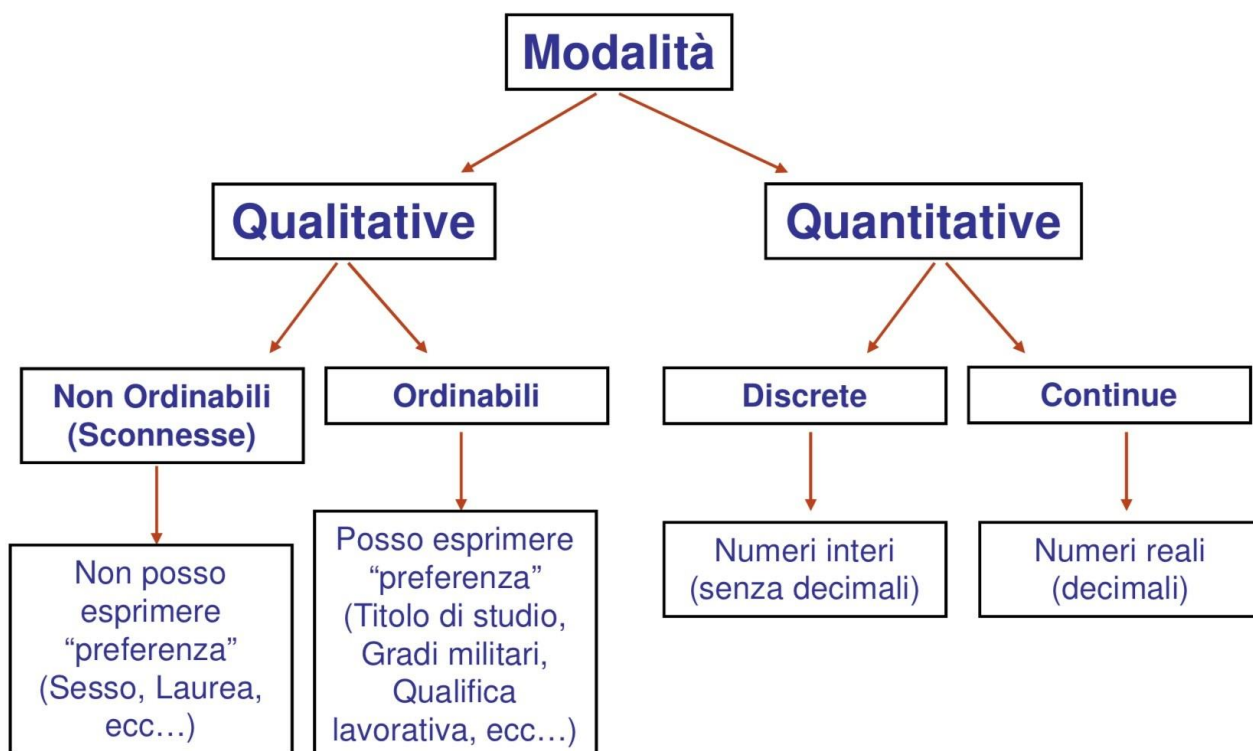 Modalità
Qualitative
Quantitative
Non Ordinabili
(Sconnesse)
Ordinabili
Discrete
Continue
Non posso
esprimere
“preferenza”
(Sesso, Laurea,
ecc…)
Posso esprimere
“preferenza”
(Titolo di studio,
Gradi militari,
Qualifica
lavorativa, ecc…)
Numeri interi
(senza decimali)
Numeri reali
(decimali)